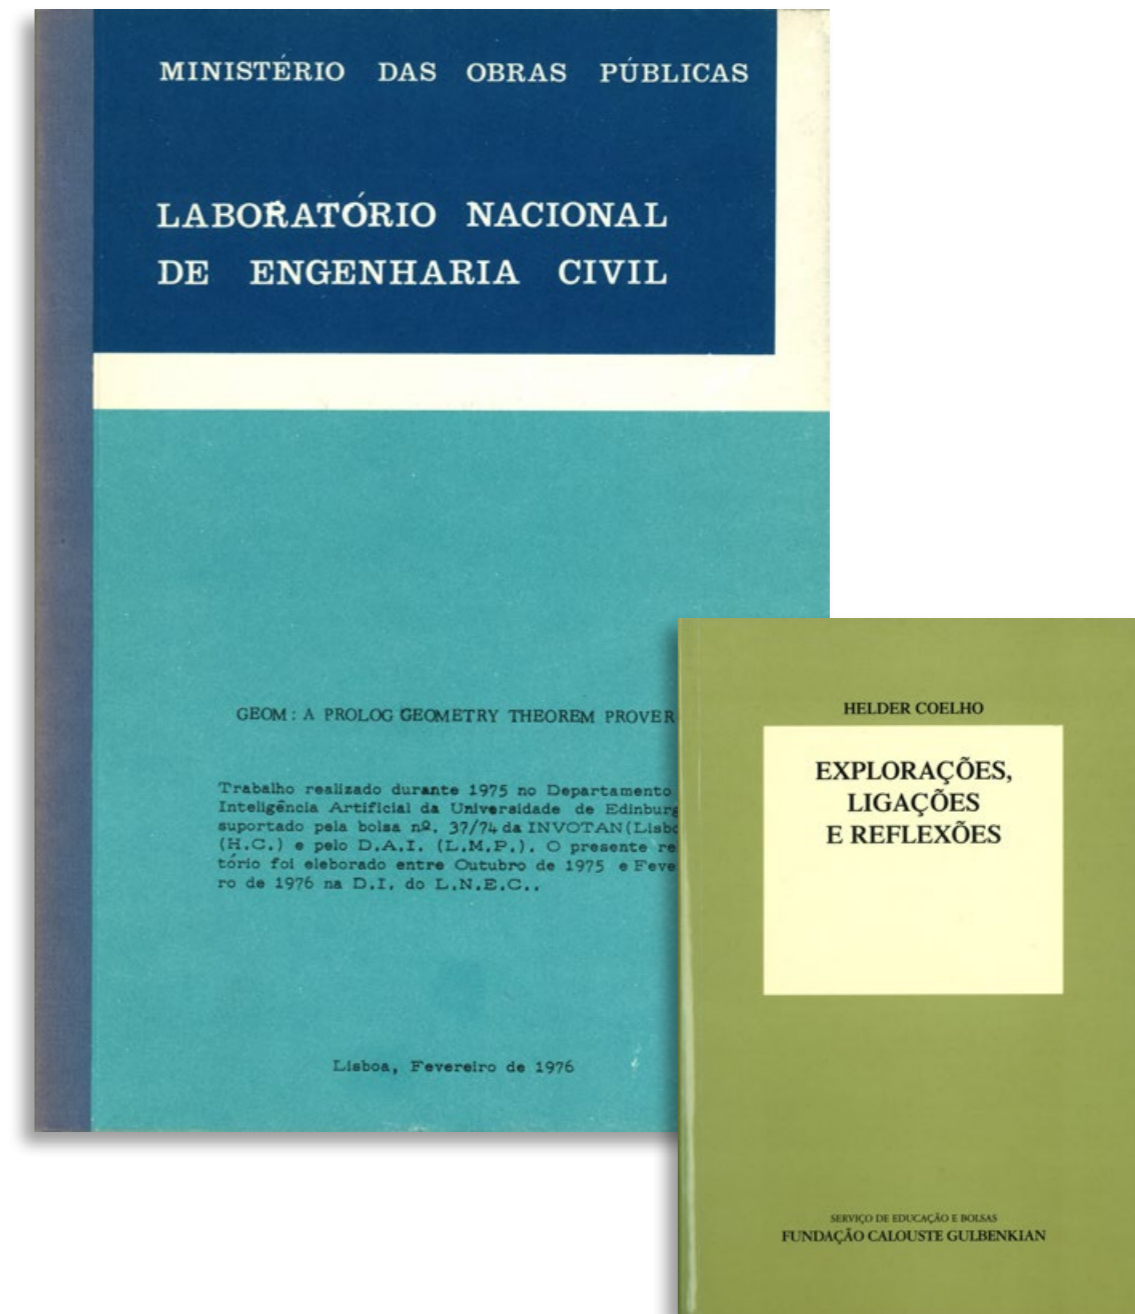 MINISTÉRIO DAS OBRAS PÚBLICAS
LABORATÓRIO NACIONAL
DE ENGENHARIA CIVIL
GEOM : A PROLOG GEOMETRY THEOREM PROVER
Trabalho realizado durante 1975 no Departamento
Inteligência Artificial da Universidade de Edinburg
suportado pela bolsa nº. 37/74 da INVOTAN (Lisbo
(H.C.) e pelo D.A.I. (L.M.P.). O presente re
tório foi eleborado entre Outubro de 1975 e Feve
ro de 1976 na D.I. do L.N.E.C..
Lisboa, Fevereiro de 1976
HELDER COELHO
EXPLORAÇÕES,
LIGAÇÕES
E REFLEXÕES
SERVIÇO DE EDUCAÇÃO E BOLSAS
FUNDAÇÃO CALOUSTE GULBENKIAN